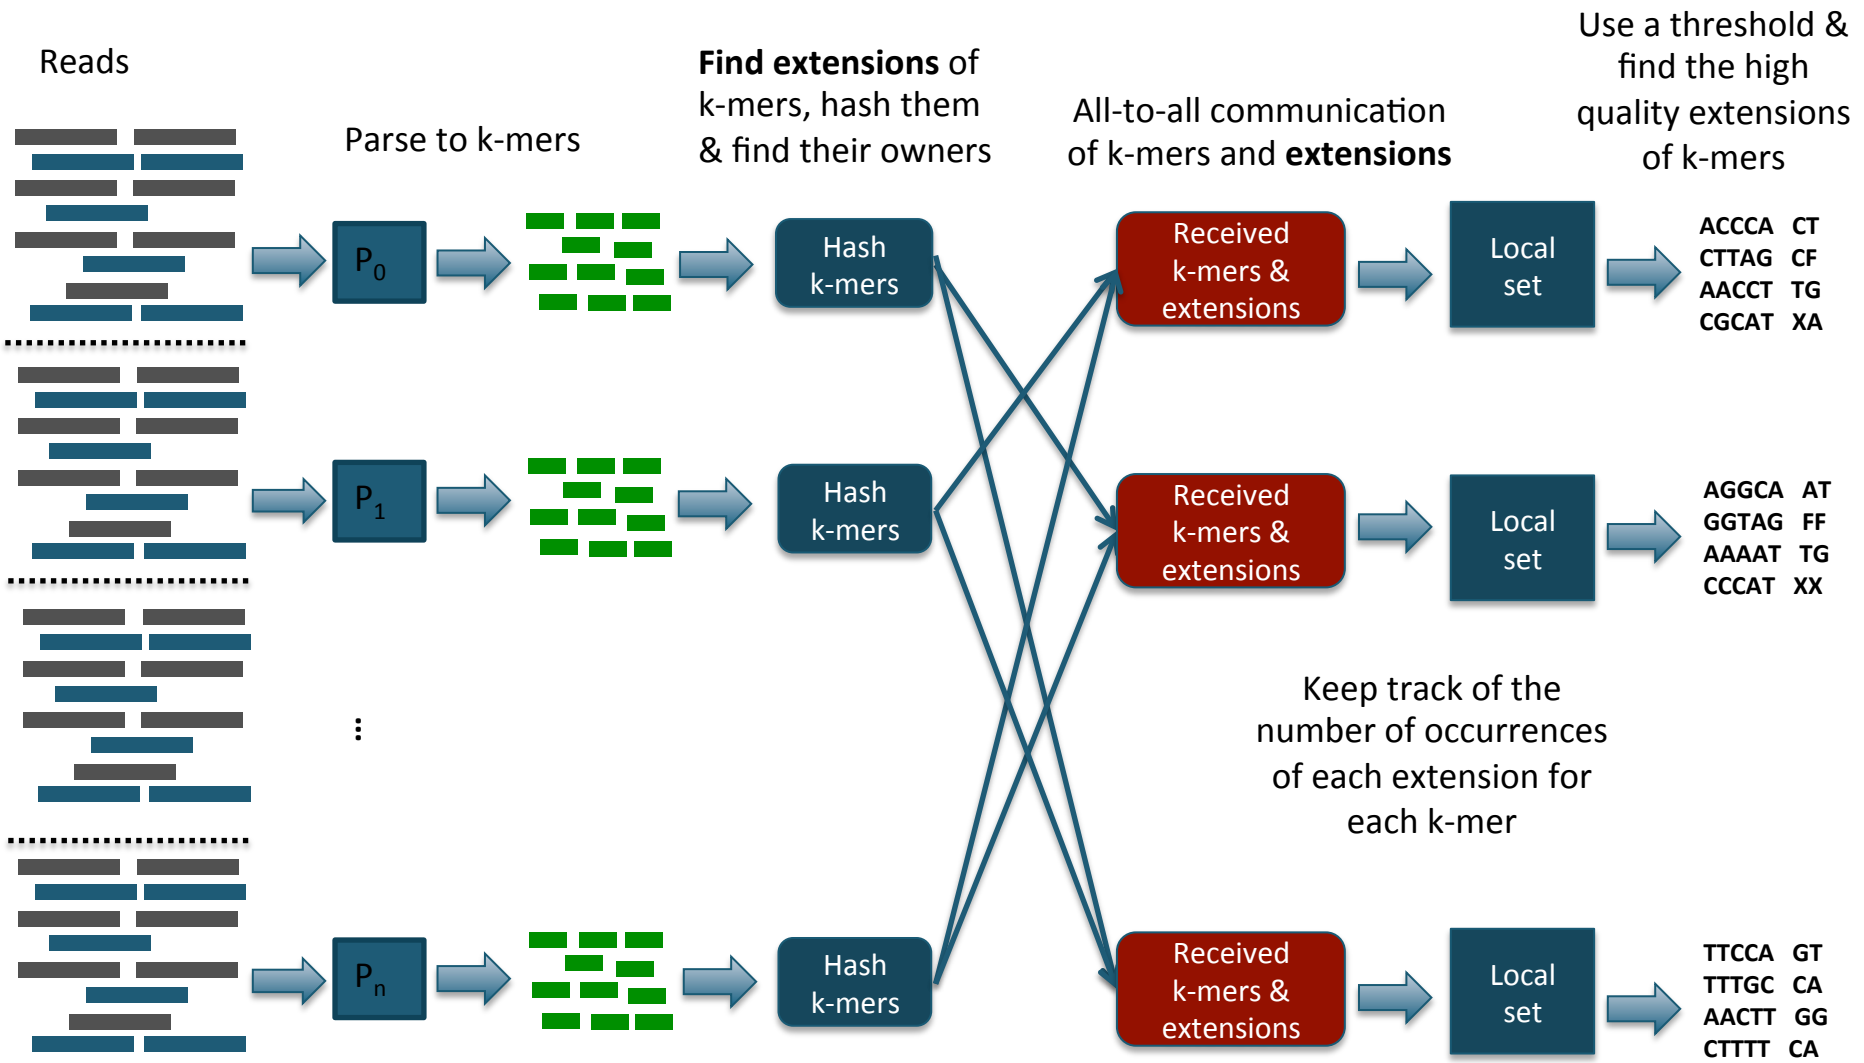 Reads
Parse to k-mers
Find extensions of
k-mers, hash them
& find their owners
All-to-all communication
of k-mers and extensions
Use a threshold &
find the high
quality extensions
of k-mers
P0
Hash
k-mers
Received
k-mers &
extensions
Local
set
ACCCA CT
CTTAG CF
AACCT TG
CGCAT XA
P1
Hash
k-mers
Received
k-mers &
extensions
Local
set
AGGCA AT
GGTAG FF
AAAAT TG
CCCAT XX
...
Keep track of the
number of occurrences
of each extension for
each k-mer
Pn
Hash
k-mers
Received
k-mers &
extensions
Local
set
TTCCA GT
TTTGC CA
AACTT GG
CTTTT CA